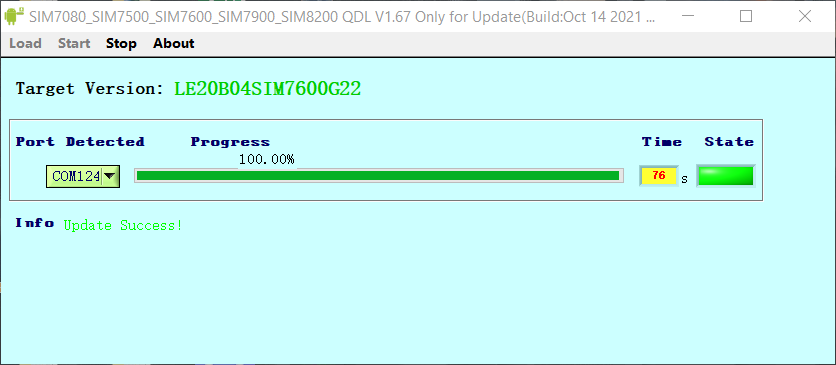 SIM7080_SIM7500_SIM7600_SIM7900_SIM8200 QDL V1.67 Only for Update(Build:Oct 14 2021 ...
Load Start Stop About
Target Version: LE20B04SIM7600G22
Port Detected Progress Time State
100.00%
COM124 76 s
Info Update Success!